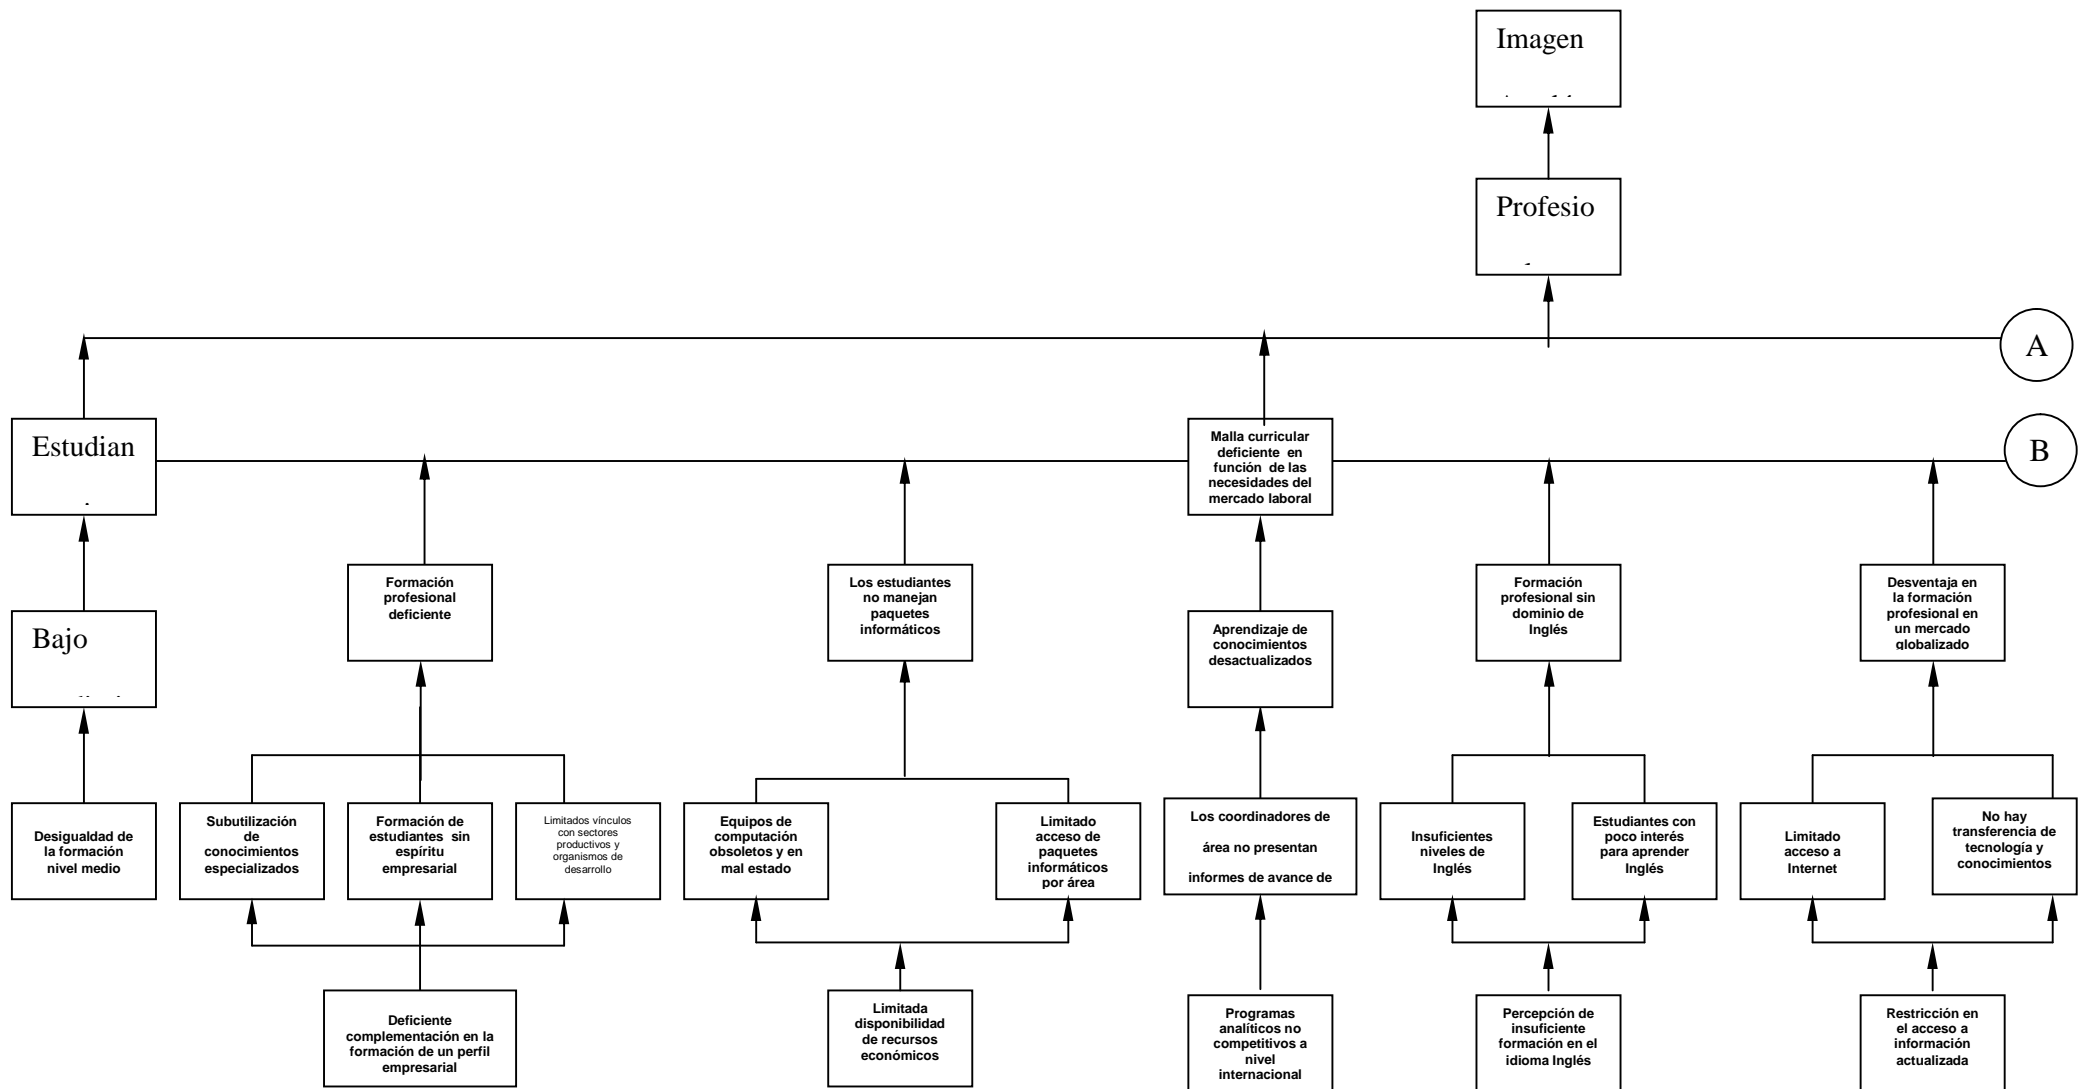 Imagen
Profesio
A
Estudian
Malla curricular
deficiente en
función de las
necesidades del
mercado laboral
B
Formación
profesional
deficiente
Los estudiantes
no manejan
paquetes
informáticos
Formación
profesional sin
dominio de
Inglés
Desventaja en
la formación
profesional en
un mercado
globalizado
Bajo
Aprendizaje de
conocimientos
desactualizados
Desigualdad de
la formación
nivel medio
Subutilización
de
conocimientos
especializados
Formación de
estudiantes sin
espíritu
empresarial
Limitados vínculos
con sectores
productivos y
organismos de
desarrollo
Equipos de
computación
obsoletos y en
mal estado
Limitado
acceso de
paquetes
informáticos
por área
Los coordinadores de
área no presentan
informes de avance de
Insuficientes
niveles de
Inglés
Estudiantes con
poco interés
para aprender
Inglés
Limitado
acceso a
Internet
No hay
transferencia de
tecnología y
conocimientos
Deficiente
complementación en la
formación de un perfil
empresarial
Limitada
disponibilidad
de recursos
económicos
Programas
analíticos no
competitivos a
nivel
internacional
Percepción de
insuficiente
formación en el
idioma Inglés
Restricción en
el acceso a
información
actualizada